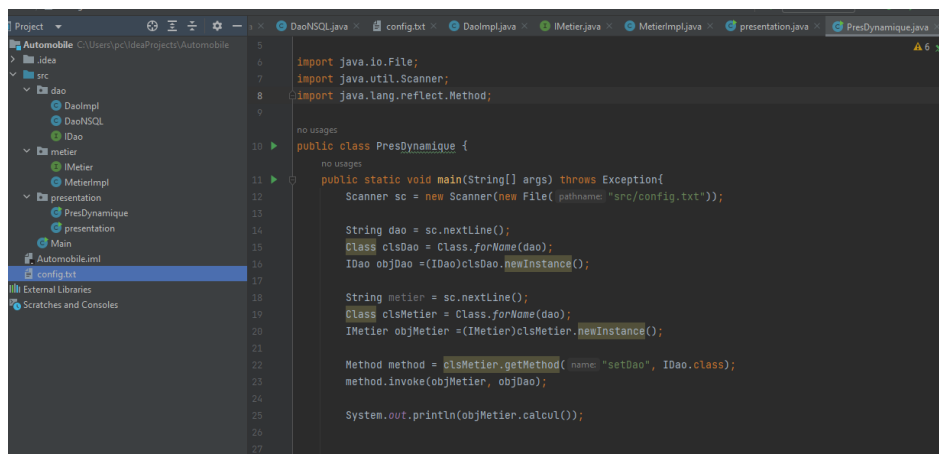 Project
DaoNSQL.java
config.txt
DaoImpl.java
IMetier.java
MetierImpl.java
presentation.java
PresDynamique.java
Automobile C:\Users\pc\IdeaProjects\Automobile
.idea
src
dao
DaoImpl
DaoNSQL
IDao
metier
IMetier
MetierImpl
presentation
PresDynamique
presentation
Main
Automobile.iml
config.txt
External Libraries
Scratches and Consoles
6
5
6 import java.io.File;
7 import java.util.Scanner;
8 import java.lang.reflect.Method;
9
no usages
10 public class PresDynamique {
no usages
11 public static void main(String[] args) throws Exception{
12 Scanner sc = new Scanner(new File( pathname: "src/config.txt"));
13
14 String dao = sc.nextLine();
15 Class clsDao = Class.forName(dao);
16 IDao objDao =(IDao)clsDao.newInstance();
17
18 String metier = sc.nextLine();
19 Class clsMetier = Class.forName(dao);
20 IMetier objMetier =(IMetier)clsMetier.newInstance();
21
22 Method method = clsMetier.getMethod( name: "setDao", IDao.class);
23 method.invoke(objMetier, objDao);
24
25 System.out.println(objMetier.calcul());
26
27